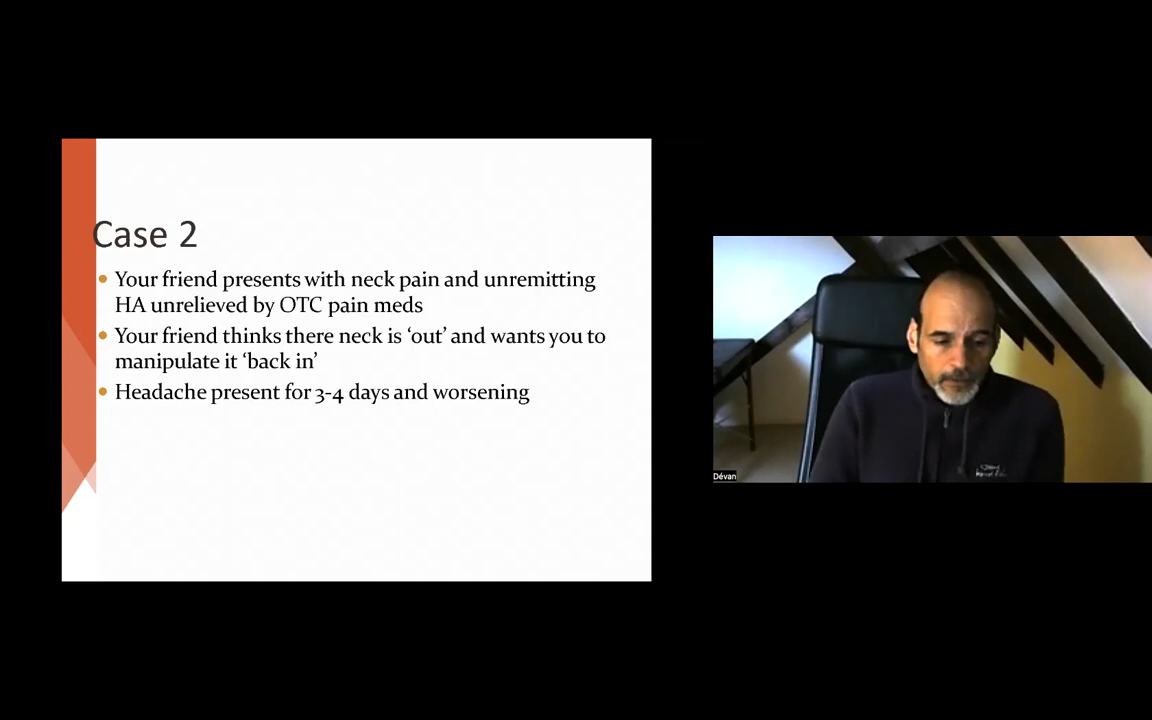 Case 2
Your friend presents with neck pain and unremitting
HA unrelieved by OTC pain meds
Your friend thinks there neck is ‘out’ and wants you to
manipulate it ‘back in’
Headache present for 3-4 days and worsening
Dévan